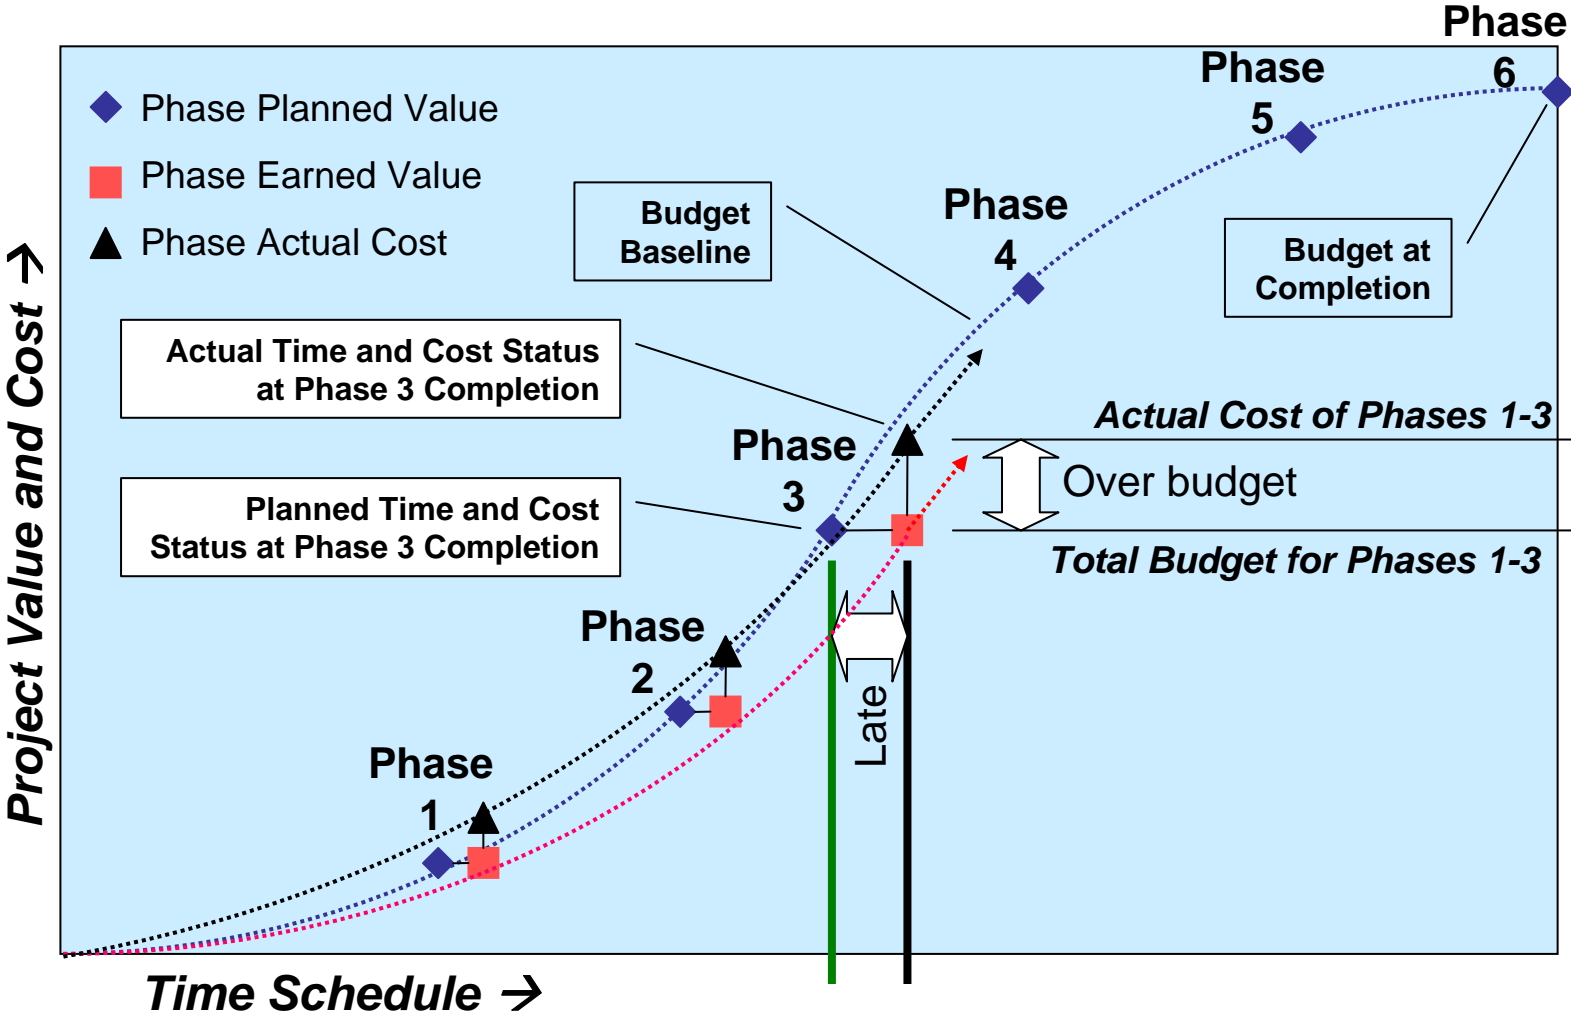 Phase
6
Phase
5
Phase Planned Value
Phase Earned Value
Phase Actual Cost
Budget
Baseline
Phase
4
Budget at
Completion
Actual Time and Cost Status
at Phase 3 Completion
Actual Cost of Phases 1-3
Phase
3
Over budget
Planned Time and Cost
Status at Phase 3 Completion
Total Budget for Phases 1-3
Phase
2
Late
Phase
1
Project Value and Cost →
Time Schedule →